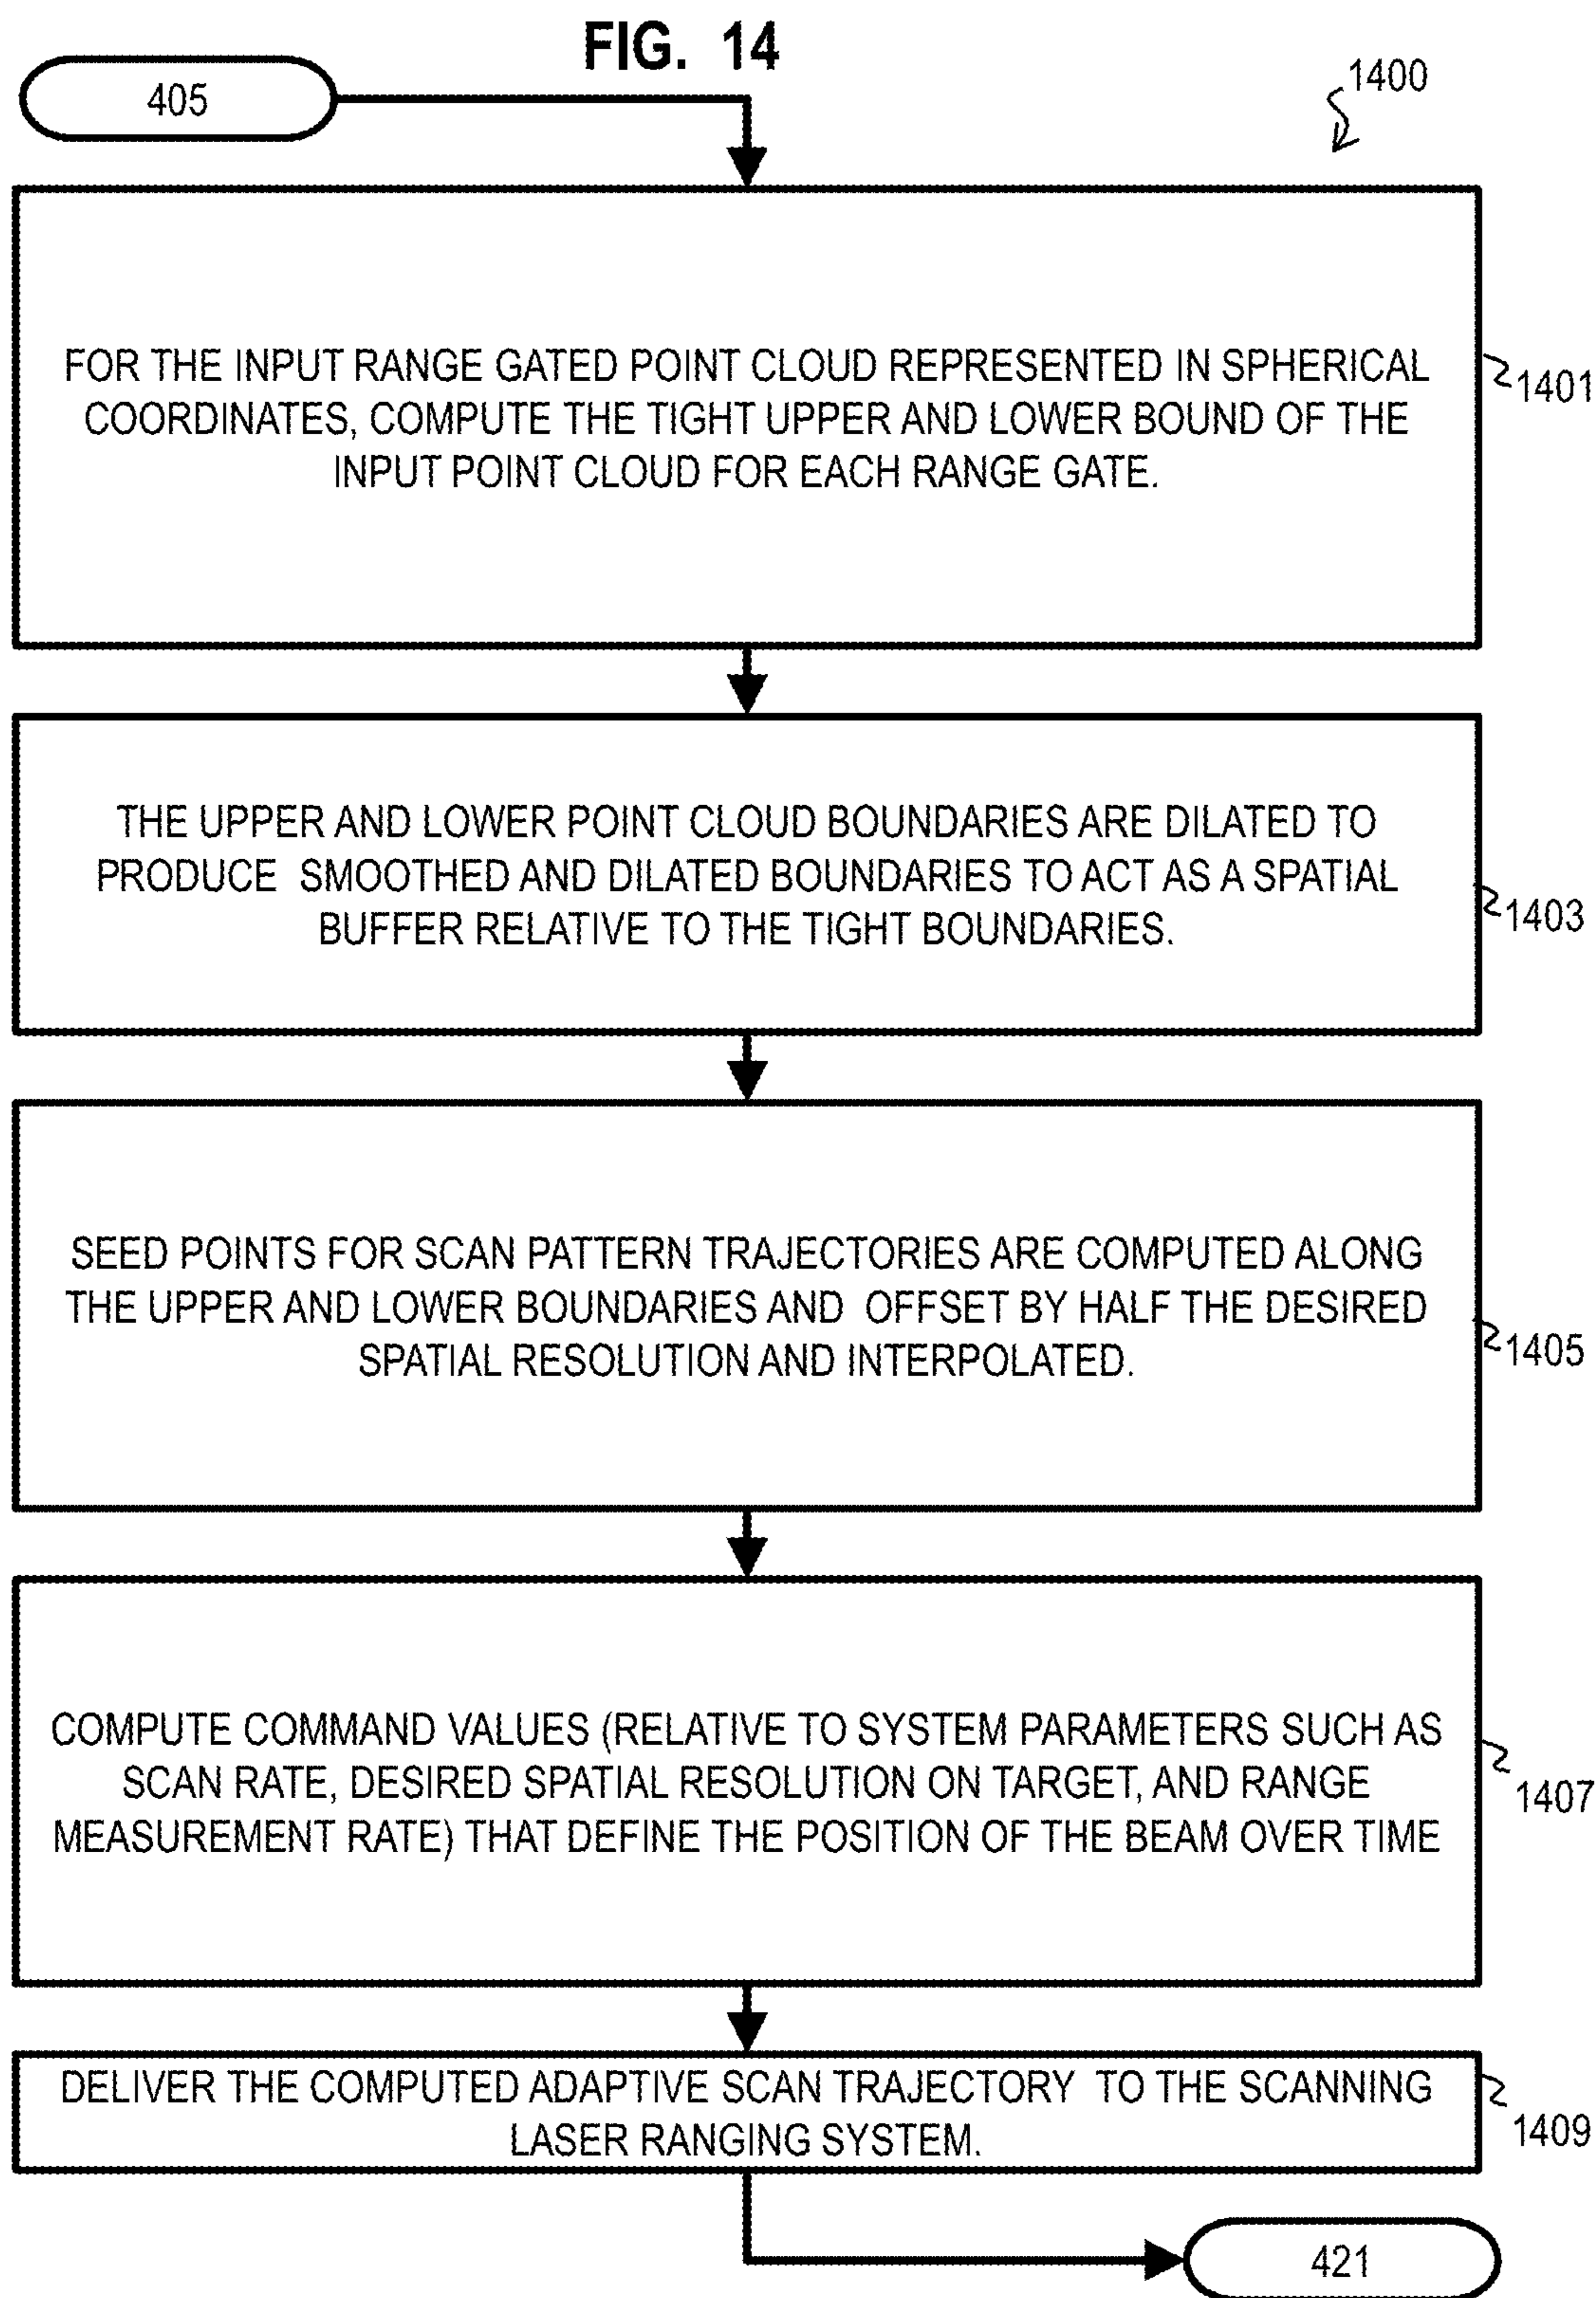 FIG. 14
405
1400
FOR THE INPUT RANGE GATED POINT CLOUD REPRESENTED IN SPHERICAL
COORDINATES, COMPUTE THE TIGHT UPPER AND LOWER BOUND OF THE
INPUT POINT CLOUD FOR EACH RANGE GATE.
1401
THE UPPER AND LOWER POINT CLOUD BOUNDARIES ARE DILATED TO
PRODUCE SMOOTHED AND DILATED BOUNDARIES TO ACT AS A SPATIAL
BUFFER RELATIVE TO THE TIGHT BOUNDARIES.
1403
SEED POINTS FOR SCAN PATTERN TRAJECTORIES ARE COMPUTED ALONG
THE UPPER AND LOWER BOUNDARIES AND OFFSET BY HALF THE DESIRED
SPATIAL RESOLUTION AND INTERPOLATED.
1405
COMPUTE COMMAND VALUES (RELATIVE TO SYSTEM PARAMETERS SUCH AS
SCAN RATE, DESIRED SPATIAL RESOLUTION ON TARGET, AND RANGE
MEASUREMENT RATE) THAT DEFINE THE POSITION OF THE BEAM OVER TIME
1407
DELIVER THE COMPUTED ADAPTIVE SCAN TRAJECTORY TO THE SCANNING
LASER RANGING SYSTEM.
1409
421